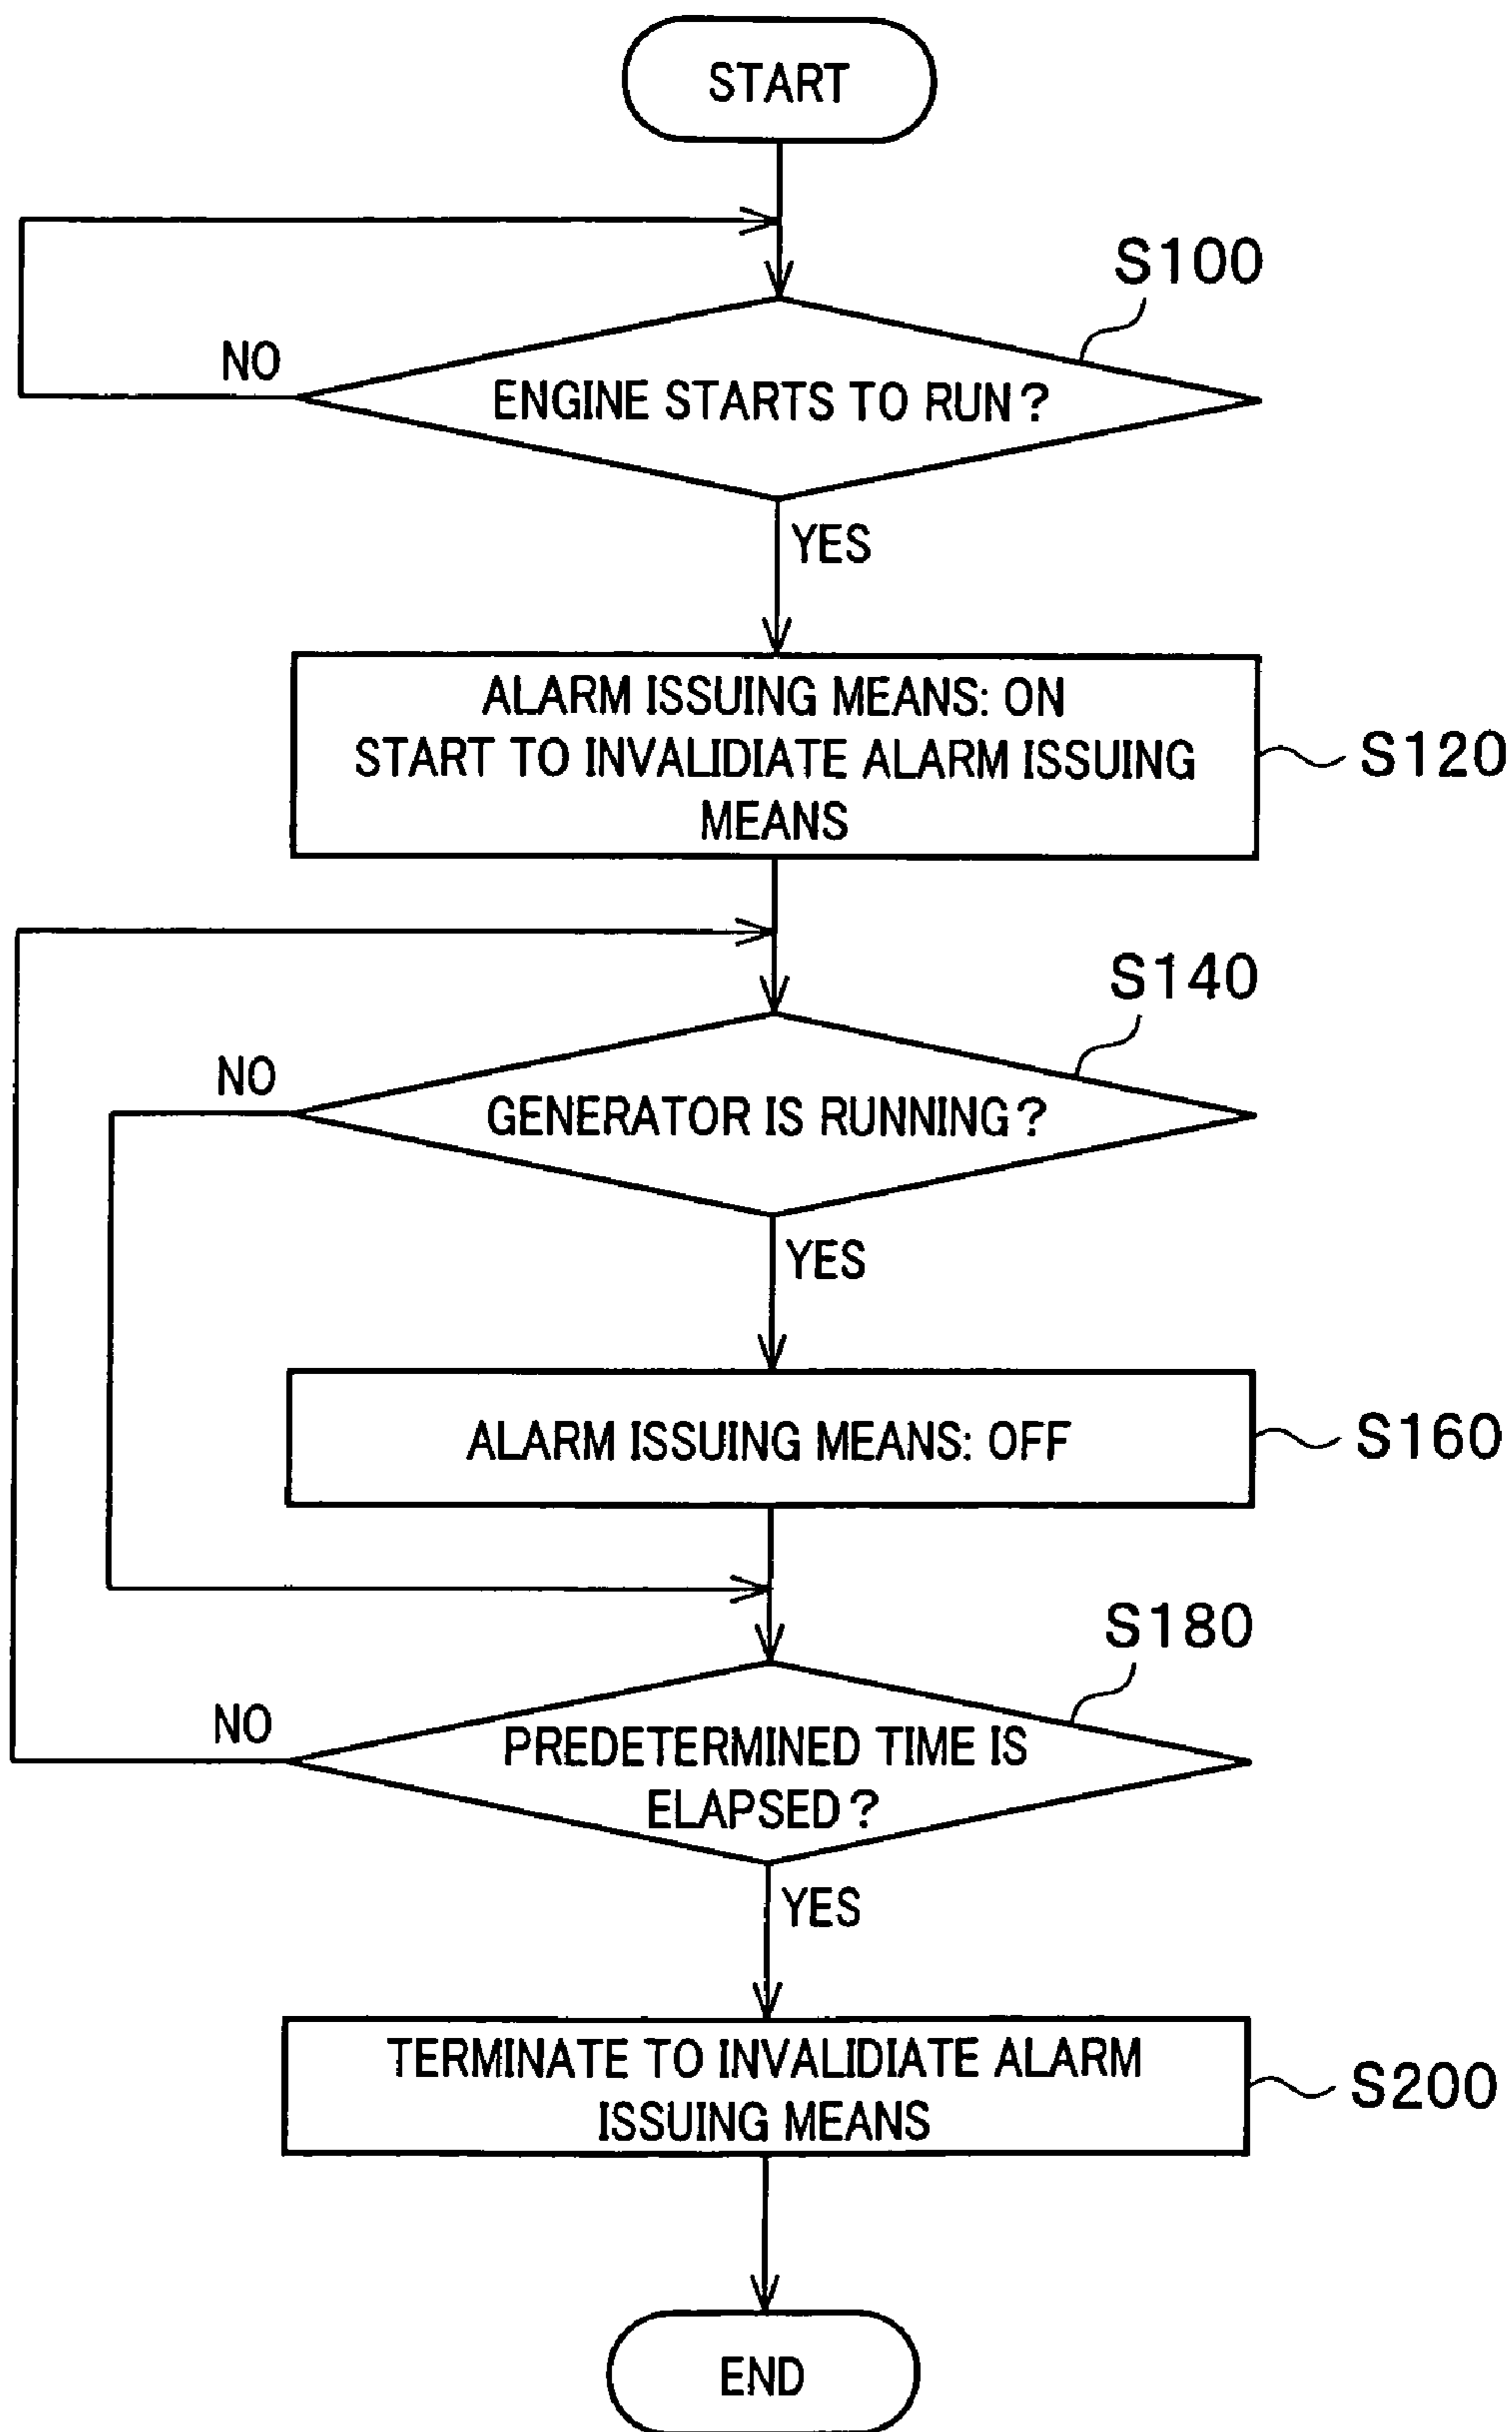 START
S100
NO
ENGINE STARTS TO RUN?
YES
ALARM ISSUING MEANS: ON
START TO INVALIDIATE ALARM ISSUING
MEANS
S120
S140
NO
GENERATOR IS RUNNING?
YES
ALARM ISSUING MEANS: OFF
S160
S180
NO
PREDETERMINED TIME IS
ELAPSED?
YES
TERMINATE TO INVALIDIATE ALARM
ISSUING MEANS
S200
END